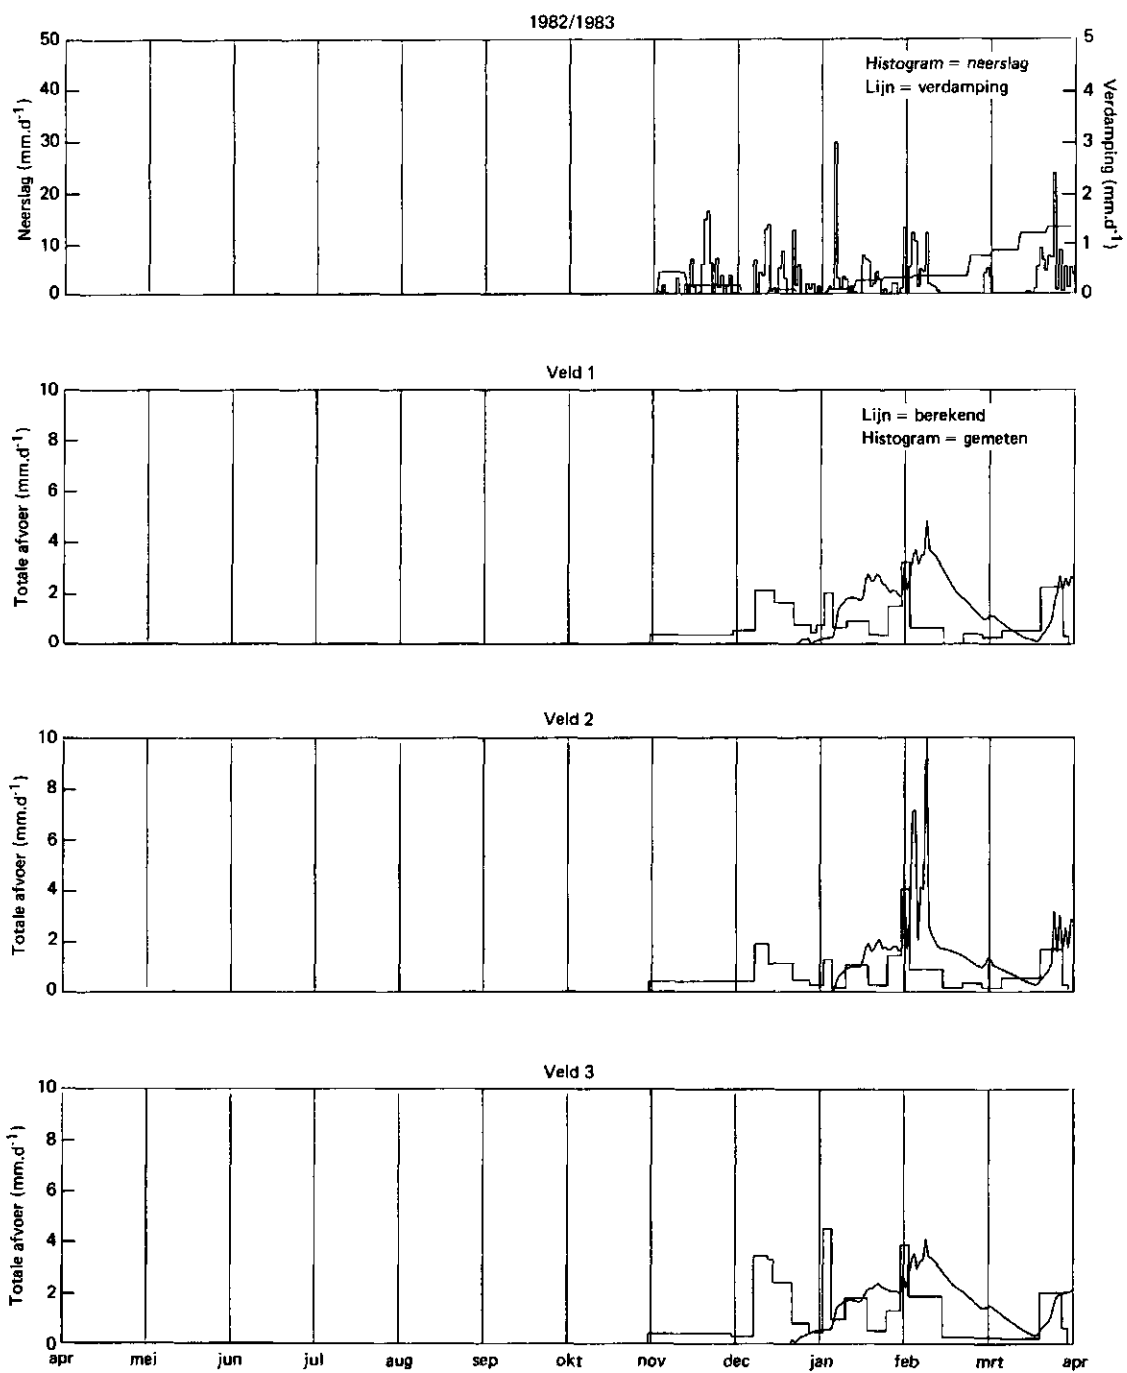 1982/1983
50
40
30
20
10
0
Neerslag (mm.d-1)
Histogram = neerslag
Lijn = verdamping
5
4
3
2
1
0
Verdamping (mm.d-1)
Veld 1
10
8
6
4
2
0
Totale afvoer (mm.d-1)
Lijn = berekend
Histogram = gemeten
Veld 2
10
8
6
4
2
0
Totale afvoer (mm.d-1)
Veld 3
10
8
6
4
2
0
Totale afvoer (mm.d-1)
apr mei jun jul aug sep okt nov dec jan feb mrt apr